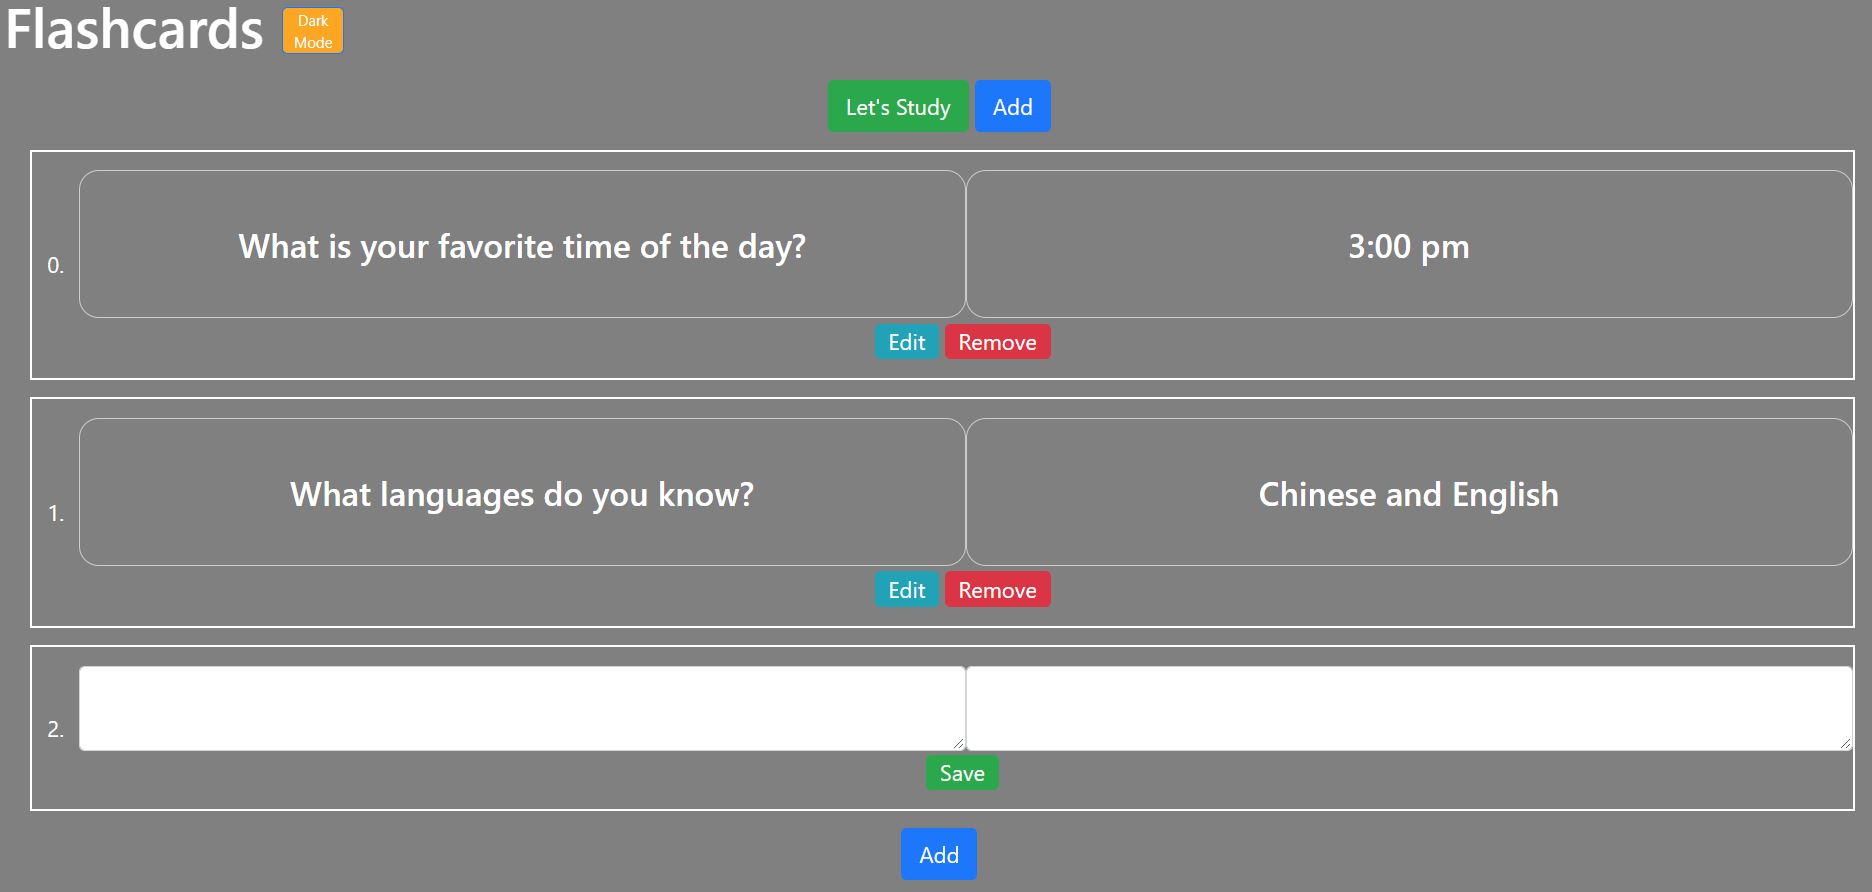 Flashcards
Dark
Mode
Let's Study Add
0. What is your favorite time of the day? 3:00 pm
Edit Remove
1. What languages do you know? Chinese and English
Edit Remove
2.
Save
Add